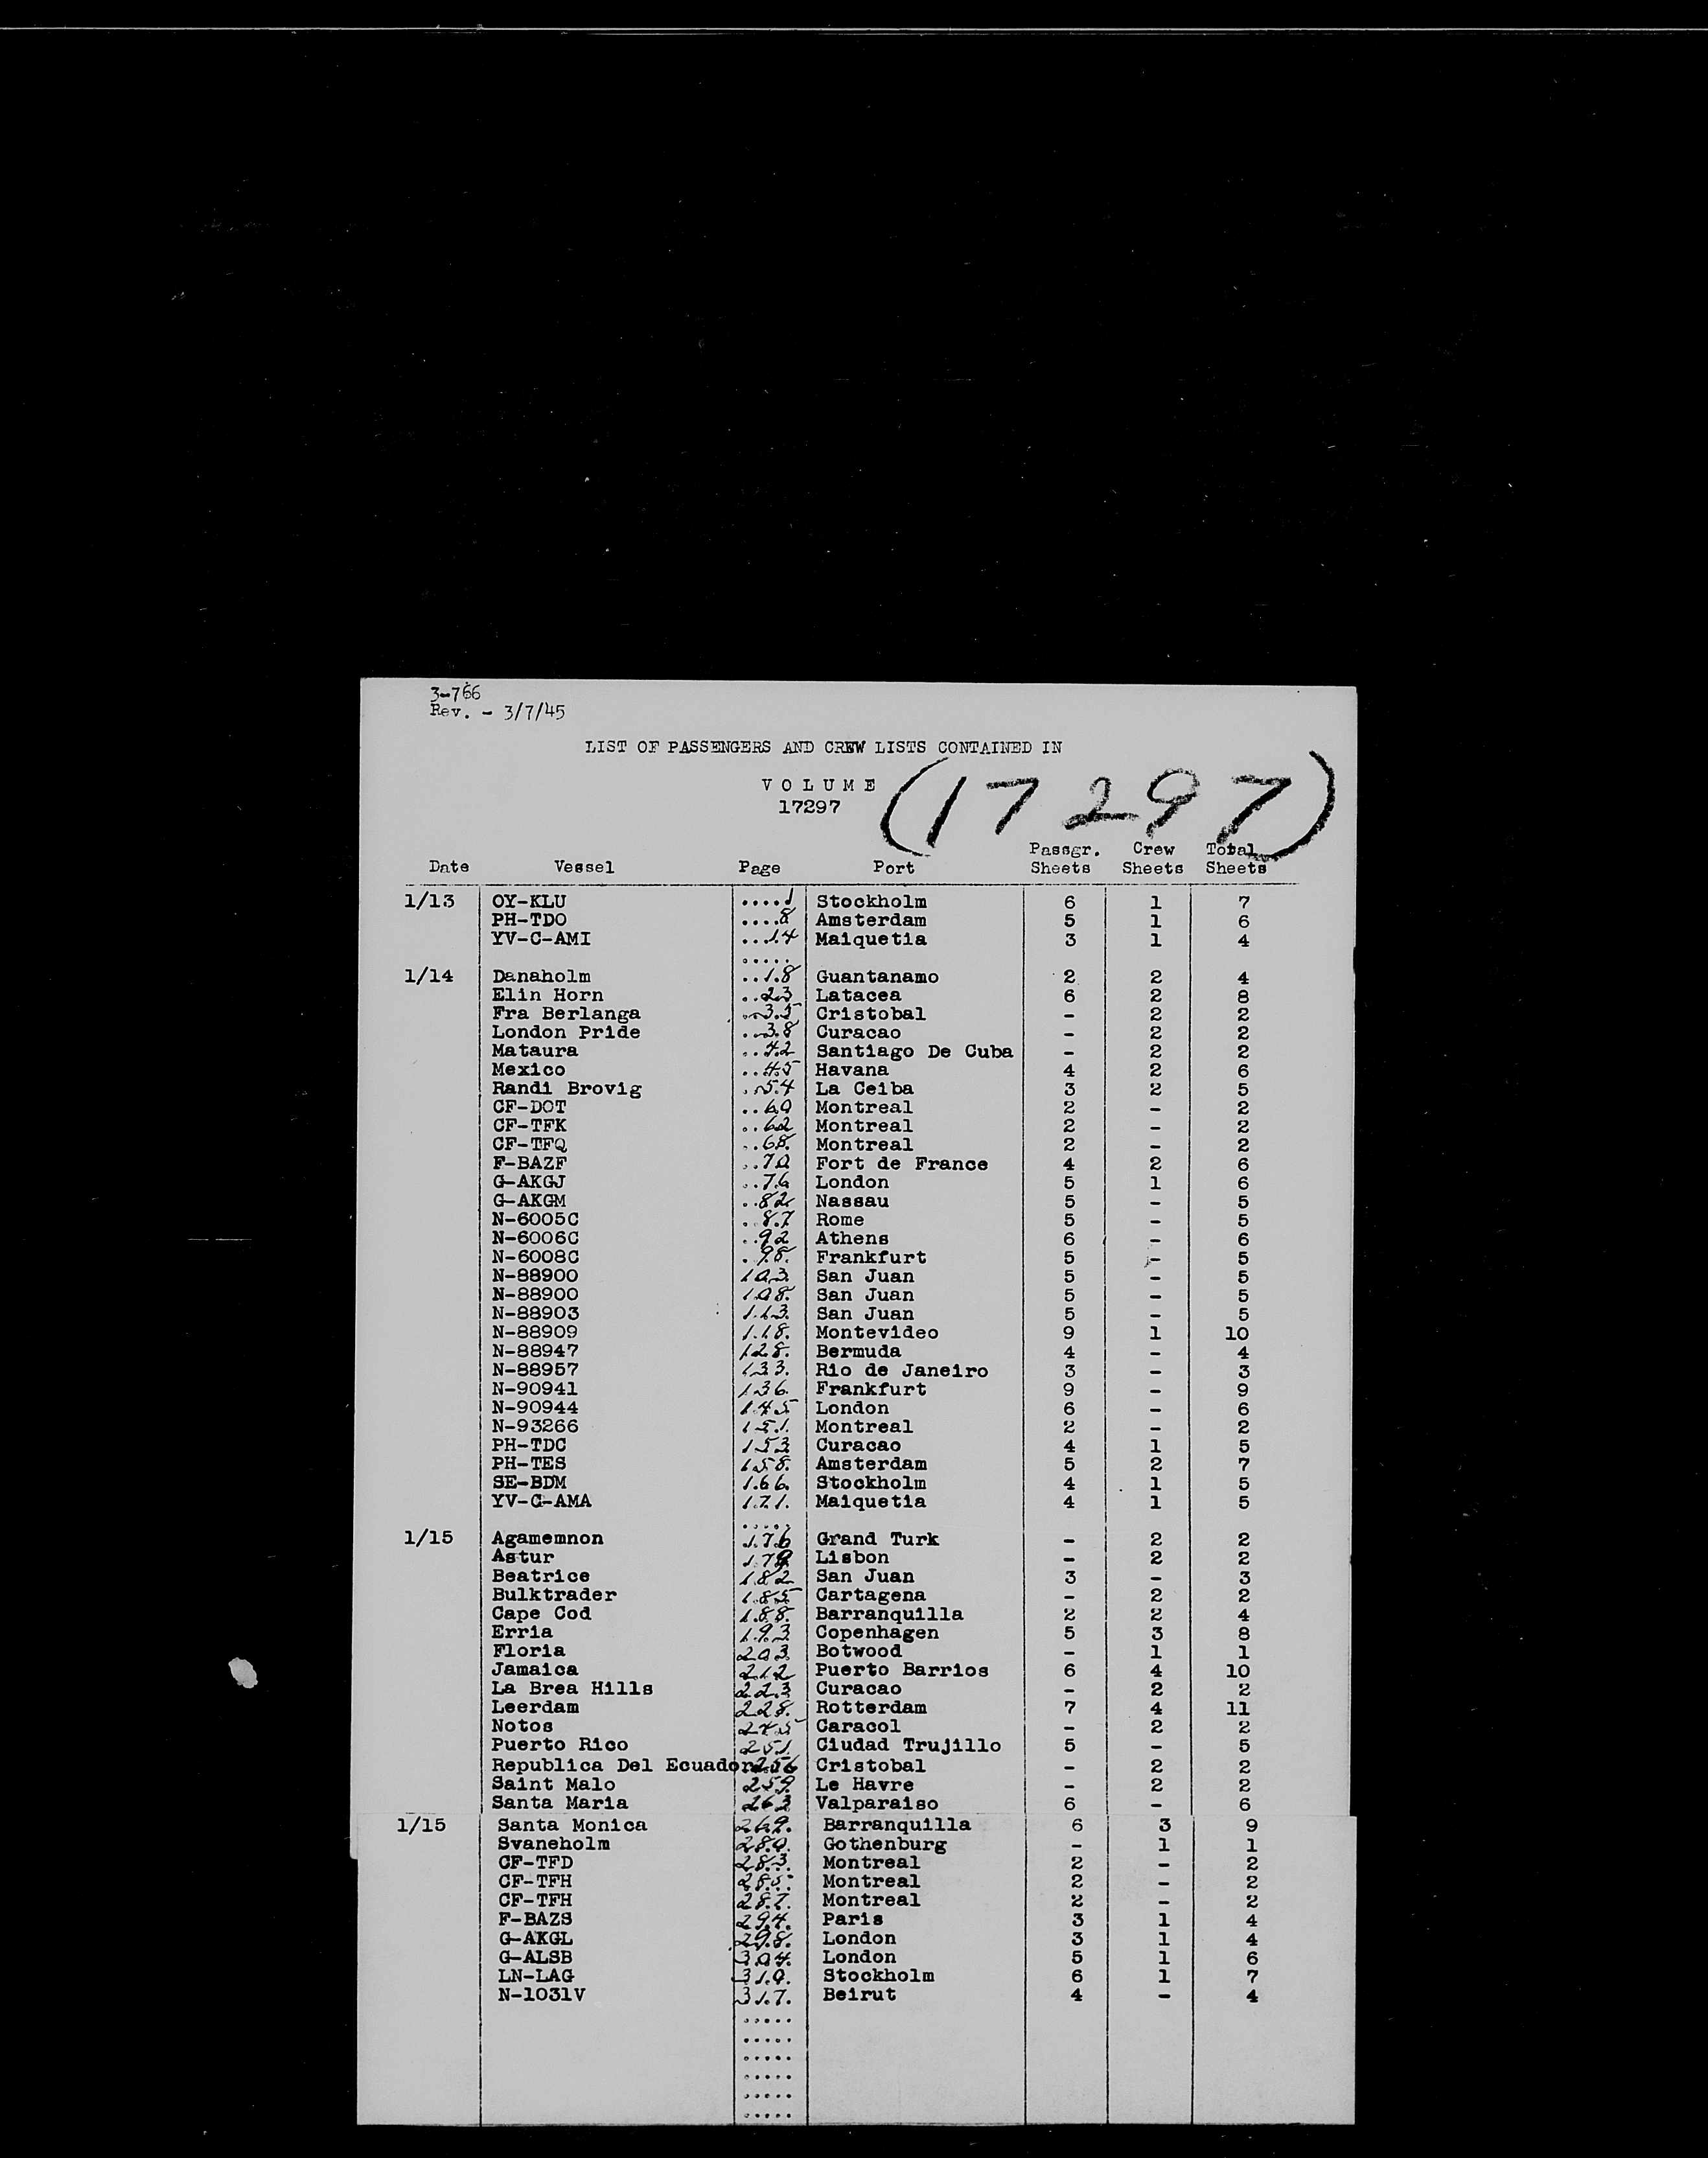 3-766
Rev. - 3/7/45
LIST OF PASSENGERS AND CREW LISTS CONTAINED IN
VOLUME (17297)
17297
Date Vessel Page Port Passgr. Sheets Crew Sheets Total Sheets
1/13 OY-KLU ....1 Stockholm 6 1 7
PH-TDO ....8 Amsterdam 5 1 6
YV-C-AMI ...14 Maiquetia 3 1 4
.....
1/14 Danaholm ..18 Guantanamo 2 2 4
Elin Horn ..23 Latacea 6 2 8
Fra Berlanga ..35 Cristobal - 2 2
London Pride ..38 Curacao - 2 2
Mataura ..42 Santiago De Cuba - 2 2
Mexico ..45 Havana 4 2 6
Randi Brovig ..54 La Ceiba 3 2 5
CF-DOT ..60 Montreal 2 - 2
CF-TFK ..62 Montreal 2 - 2
CF-TFQ ..68 Montreal 2 - 2
F-BAZF ..70 Fort de France 4 2 6
G-AKGJ ..76 London 5 1 6
G-AKGM ..82 Nassau 5 - 5
N-6005C ..87 Rome 5 - 5
N-6006C ..92 Athens 6 - 6
N-6008C ..98 Frankfurt 5 - 5
N-88900 103 San Juan 5 - 5
N-88900 108 San Juan 5 - 5
N-88903 113 San Juan 5 - 5
N-88909 118 Montevideo 9 1 10
N-88947 128 Bermuda 4 - 4
N-88957 133 Rio de Janeiro 3 - 3
N-90941 136 Frankfurt 9 - 9
N-90944 145 London 6 - 6
N-93266 151 Montreal 2 - 2
PH-TDC 153 Curacao 4 1 5
PH-TES 158 Amsterdam 5 2 7
SE-BDM 166 Stockholm 4 1 5
YV-C-AMA 171 Maiquetia 4 1 5
.....
1/15 Agamemnon 176 Grand Turk - 2 2
Astur 179 Lisbon - 2 2
Beatrice 182 San Juan 3 - 3
Bulktrader 185 Cartagena - 2 2
Cape Cod 188 Barranquilla 2 2 4
Erria 193 Copenhagen 5 3 8
Floria 203 Botwood - 1 1
Jamaica 212 Puerto Barrios 6 4 10
La Brea Hills 223 Curacao - 2 2
Leerdam 228 Rotterdam 7 4 11
Notos 245 Caracol - 2 2
Puerto Rico 251 Ciudad Trujillo 5 - 5
Republica Del Ecuador 256 Cristobal - 2 2
Saint Malo 259 Le Havre - 2 2
Santa Maria 263 Valparaiso 6 - 6
1/15 Santa Monica 269 Barranquilla 6 3 9
Svaneholm 280 Gothenburg - 1 1
CF-TFD 283 Montreal 2 - 2
CF-TFH 285 Montreal 2 - 2
CF-TFH 287 Montreal 2 - 2
F-BAZS 294 Paris 3 1 4
G-AKGL 298 London 3 1 4
G-ALSB 304 London 5 1 6
LN-LAG 310 Stockholm 6 1 7
N-1031V 317 Beirut 4 - 4
.....
.....
.....
.....
.....
.....